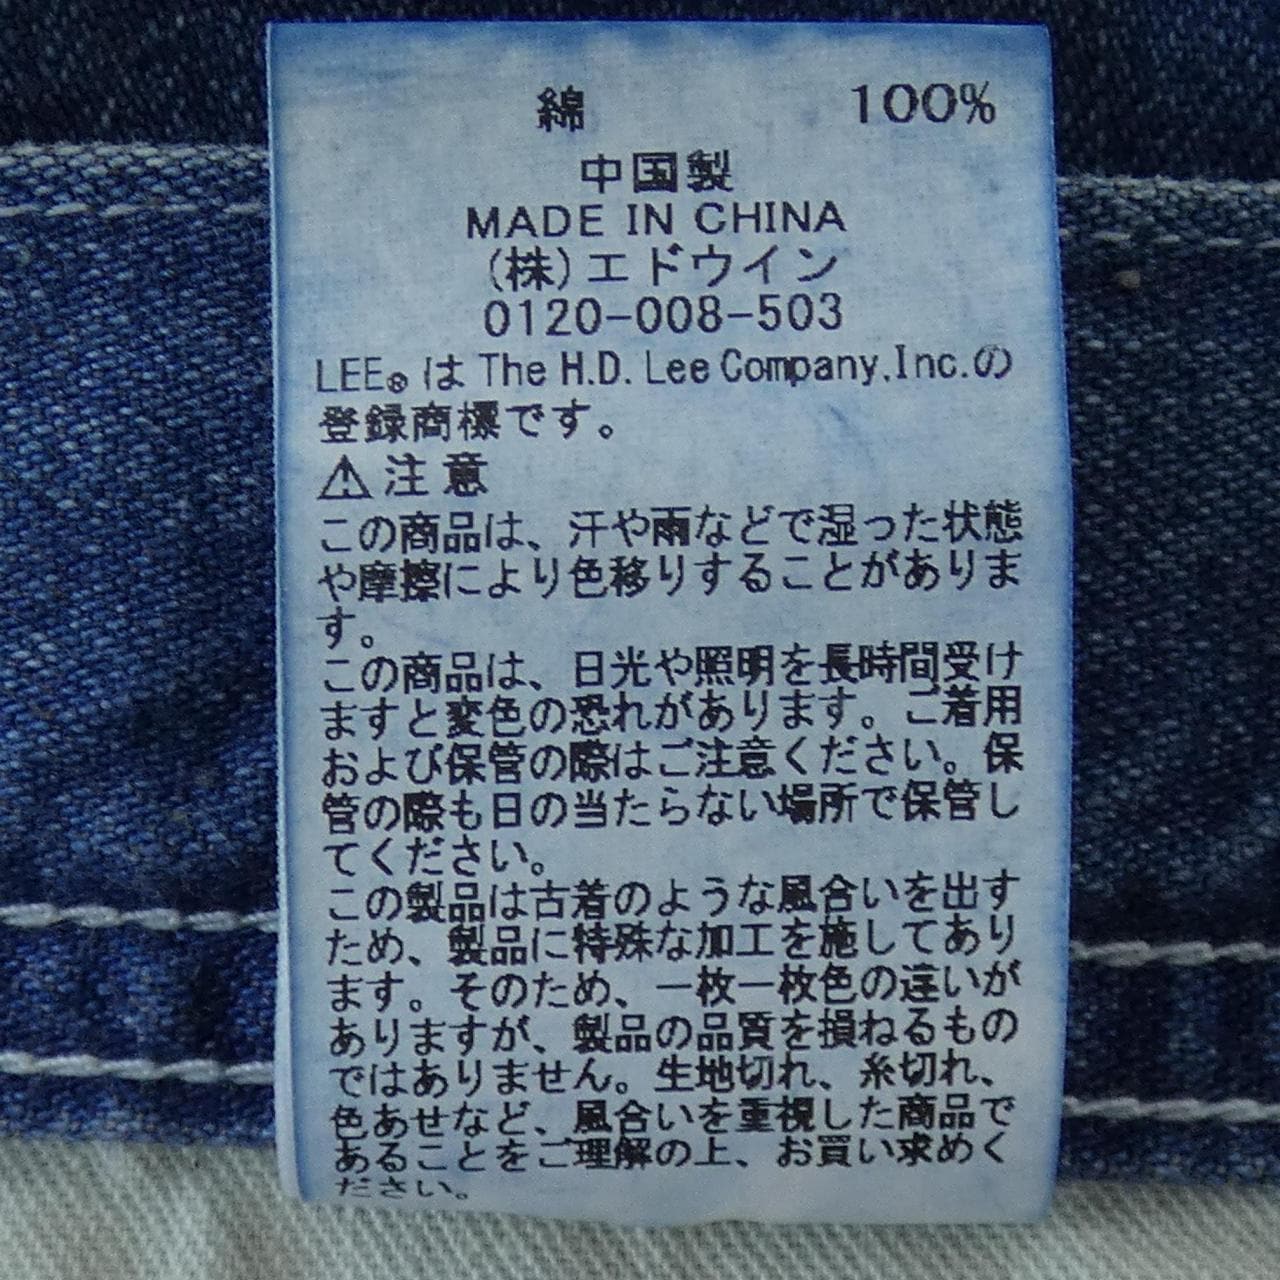 綿 100%
中国製
MADE IN CHINA
(株)エドウイン
0120-008-503
LEE® は The H.D. Lee Company,Inc.の
登録商標です。
⚠注意
この商品は、汗や雨などで湿った状態
や摩擦により色移りすることがありま
す。
この商品は、日光や照明を長時間受け
ますと変色の恐れがあります。ご着用
および保管の際はご注意ください。保
管の際も日の当たらない場所で保管し
てください。
この製品は古着のような風合いを出す
ため、製品に特殊な加工を施してあり
ます。そのため、一枚一枚色の違いが
ありますが、製品の品質を損ねるもの
ではありません。生地切れ、糸切れ、
色あせなど、風合いを重視した商品で
あることをご理解の上、お買い求めく
ださい。